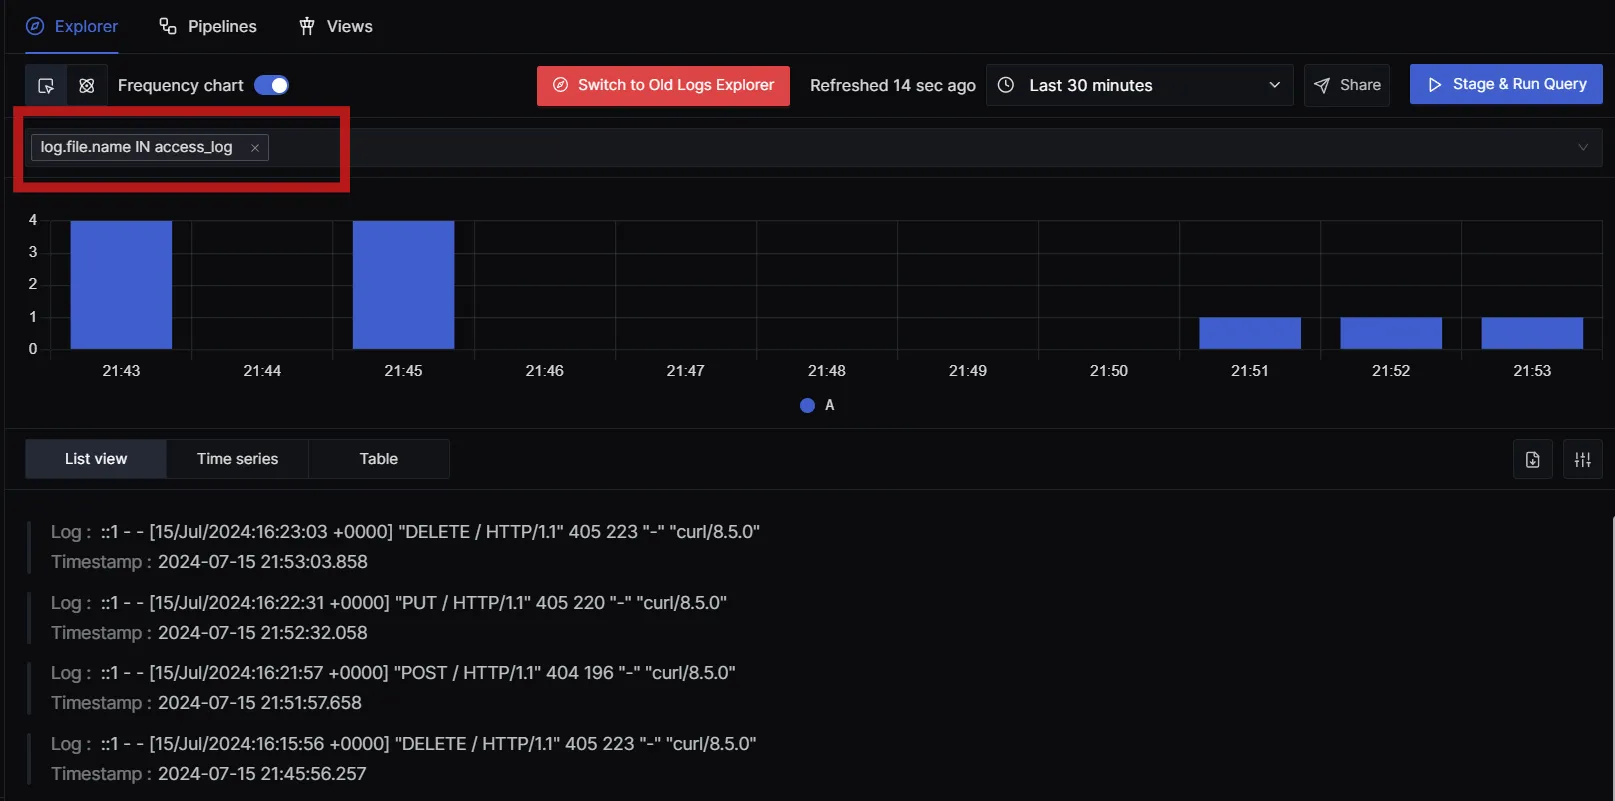 Explorer Pipelines Views
Frequency chart Switch to Old Logs Explorer Refreshed 14 sec ago Last 30 minutes Share Stage & Run Query
log.file.name IN access_log ×
4
3
2
1
0
21:43 21:44 21:45 21:46 21:47 21:48 21:49 21:50 21:51 21:52 21:53
A
List view Time series Table
Log : ::1 - - [15/Jul/2024:16:23:03 +0000] "DELETE / HTTP/1.1" 405 223 "-" "curl/8.5.0"
Timestamp : 2024-07-15 21:53:03.858
Log : ::1 - - [15/Jul/2024:16:22:31 +0000] "PUT / HTTP/1.1" 405 220 "-" "curl/8.5.0"
Timestamp : 2024-07-15 21:52:32.058
Log : ::1 - - [15/Jul/2024:16:21:57 +0000] "POST / HTTP/1.1" 404 196 "-" "curl/8.5.0"
Timestamp : 2024-07-15 21:51:57.658
Log : ::1 - - [15/Jul/2024:16:15:56 +0000] "DELETE / HTTP/1.1" 405 223 "-" "curl/8.5.0"
Timestamp : 2024-07-15 21:45:56.257